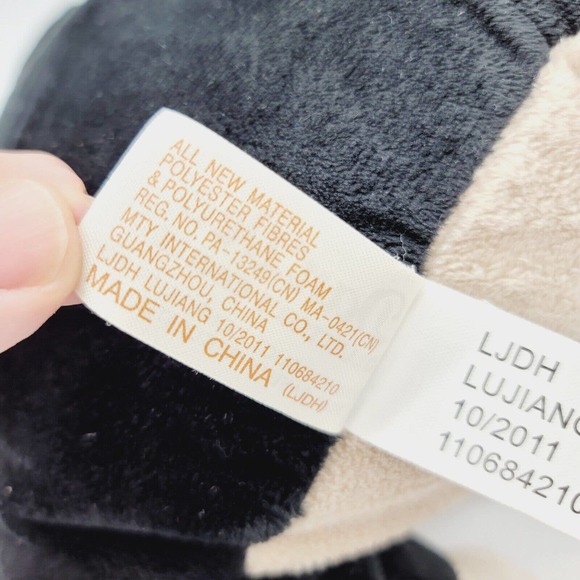 ALL NEW MATERIAL
POLYESTER FIBRES
& POLYURETHANE FOAM
REG. NO. PA-13249(CN) MA-0421(CN)
MTY INTERNATIONAL CO., LTD.
GUANGZHOU, CHINA
LJDH LUJIANG 10/2011 110684210
MADE IN CHINA (LJDH)
LJDH
LUJIANG
10/2011
110684210